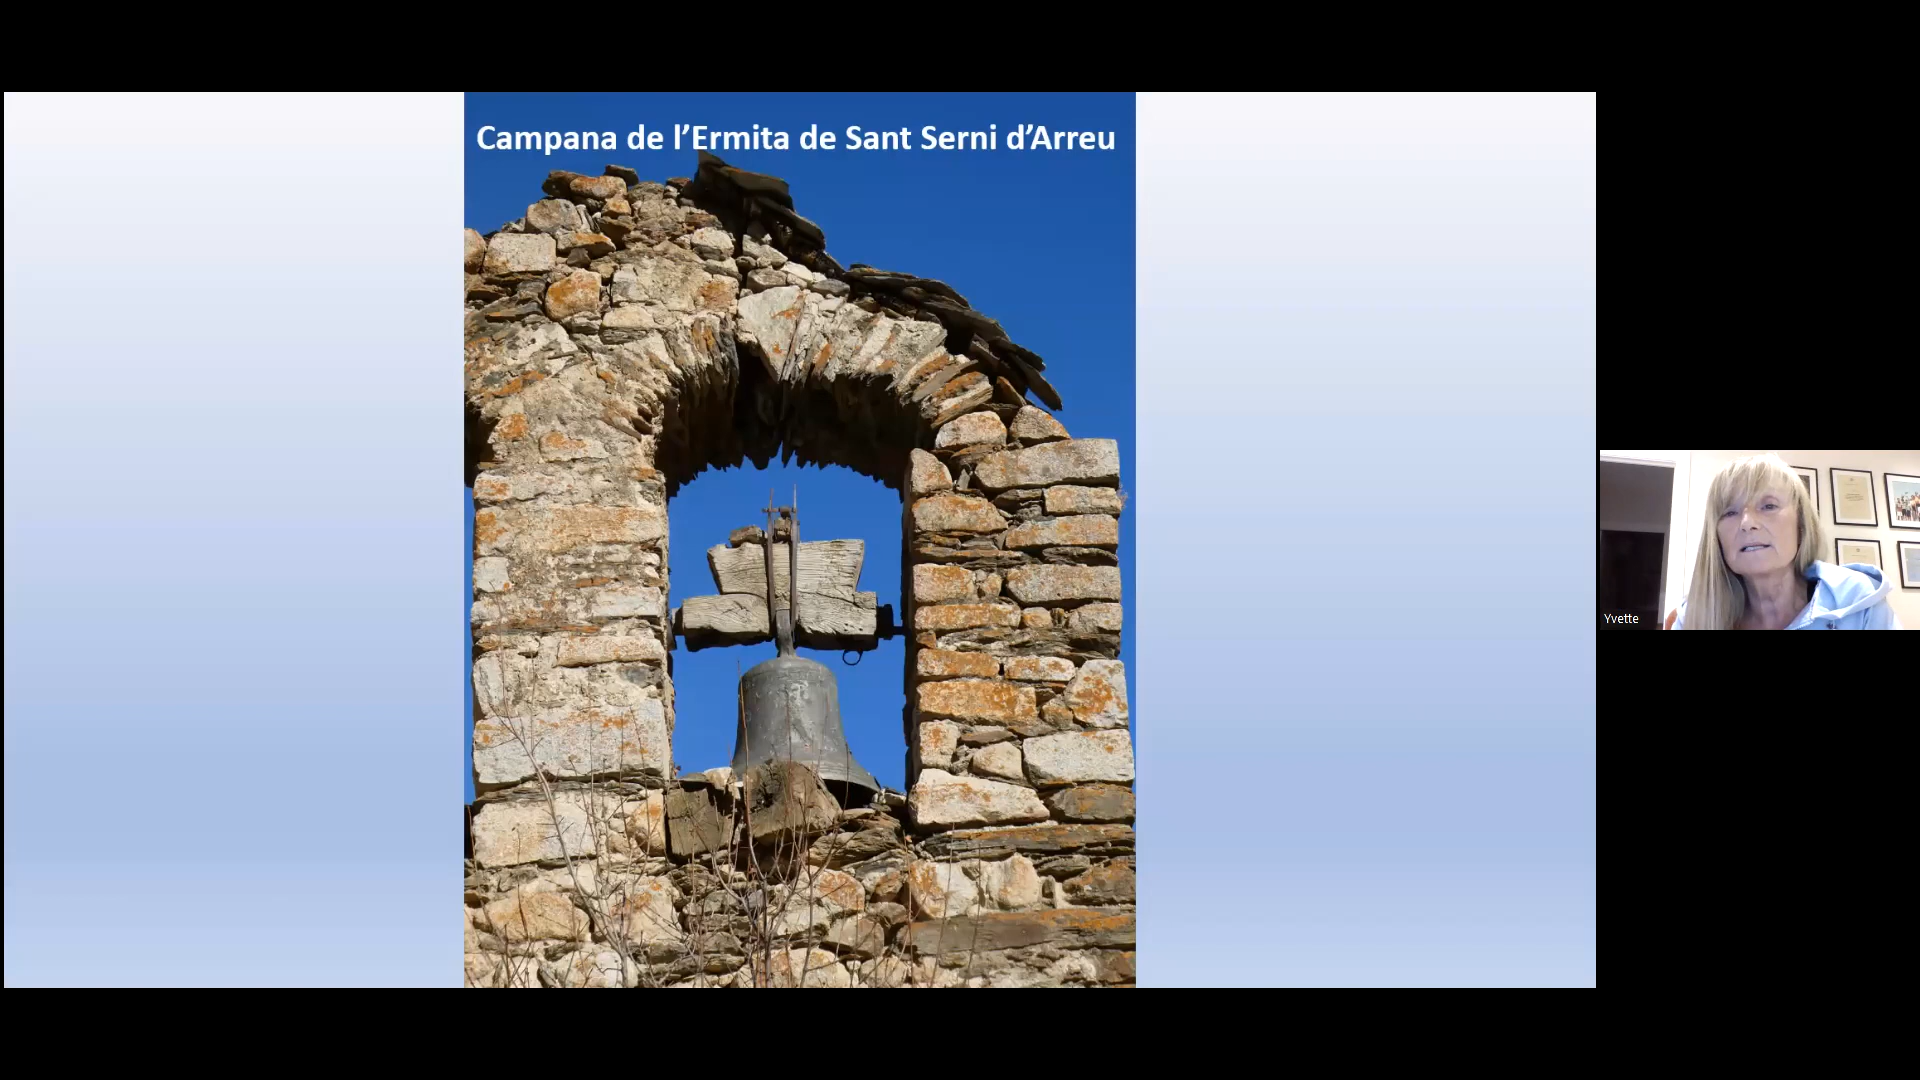 Campana de l’Ermita de Sant Serni d’Arreu
Yvette